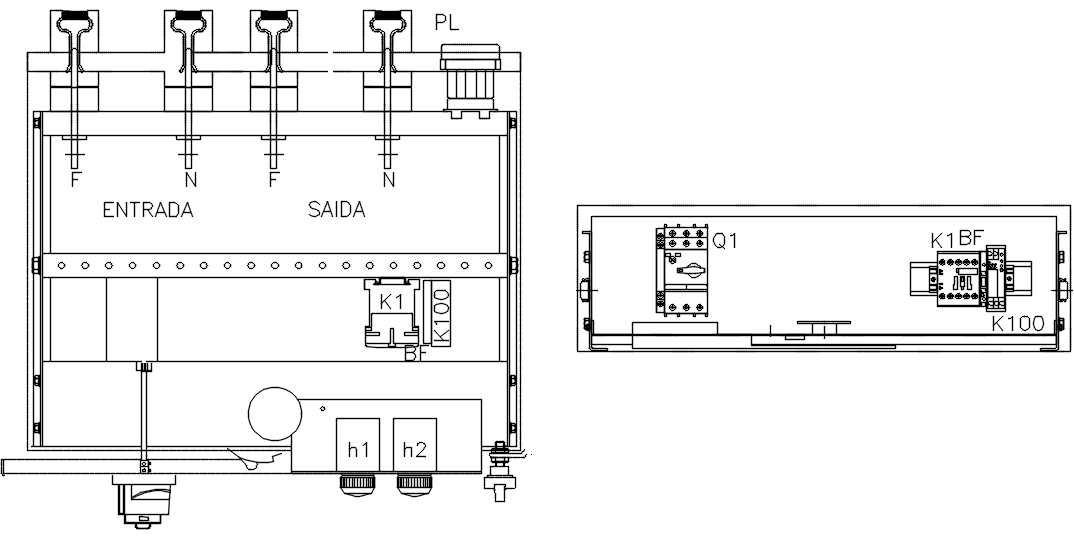 PL
F N F N
ENTRADA SAIDA
K1 K100
BF
h1 h2
Q1 K1 BF
K100